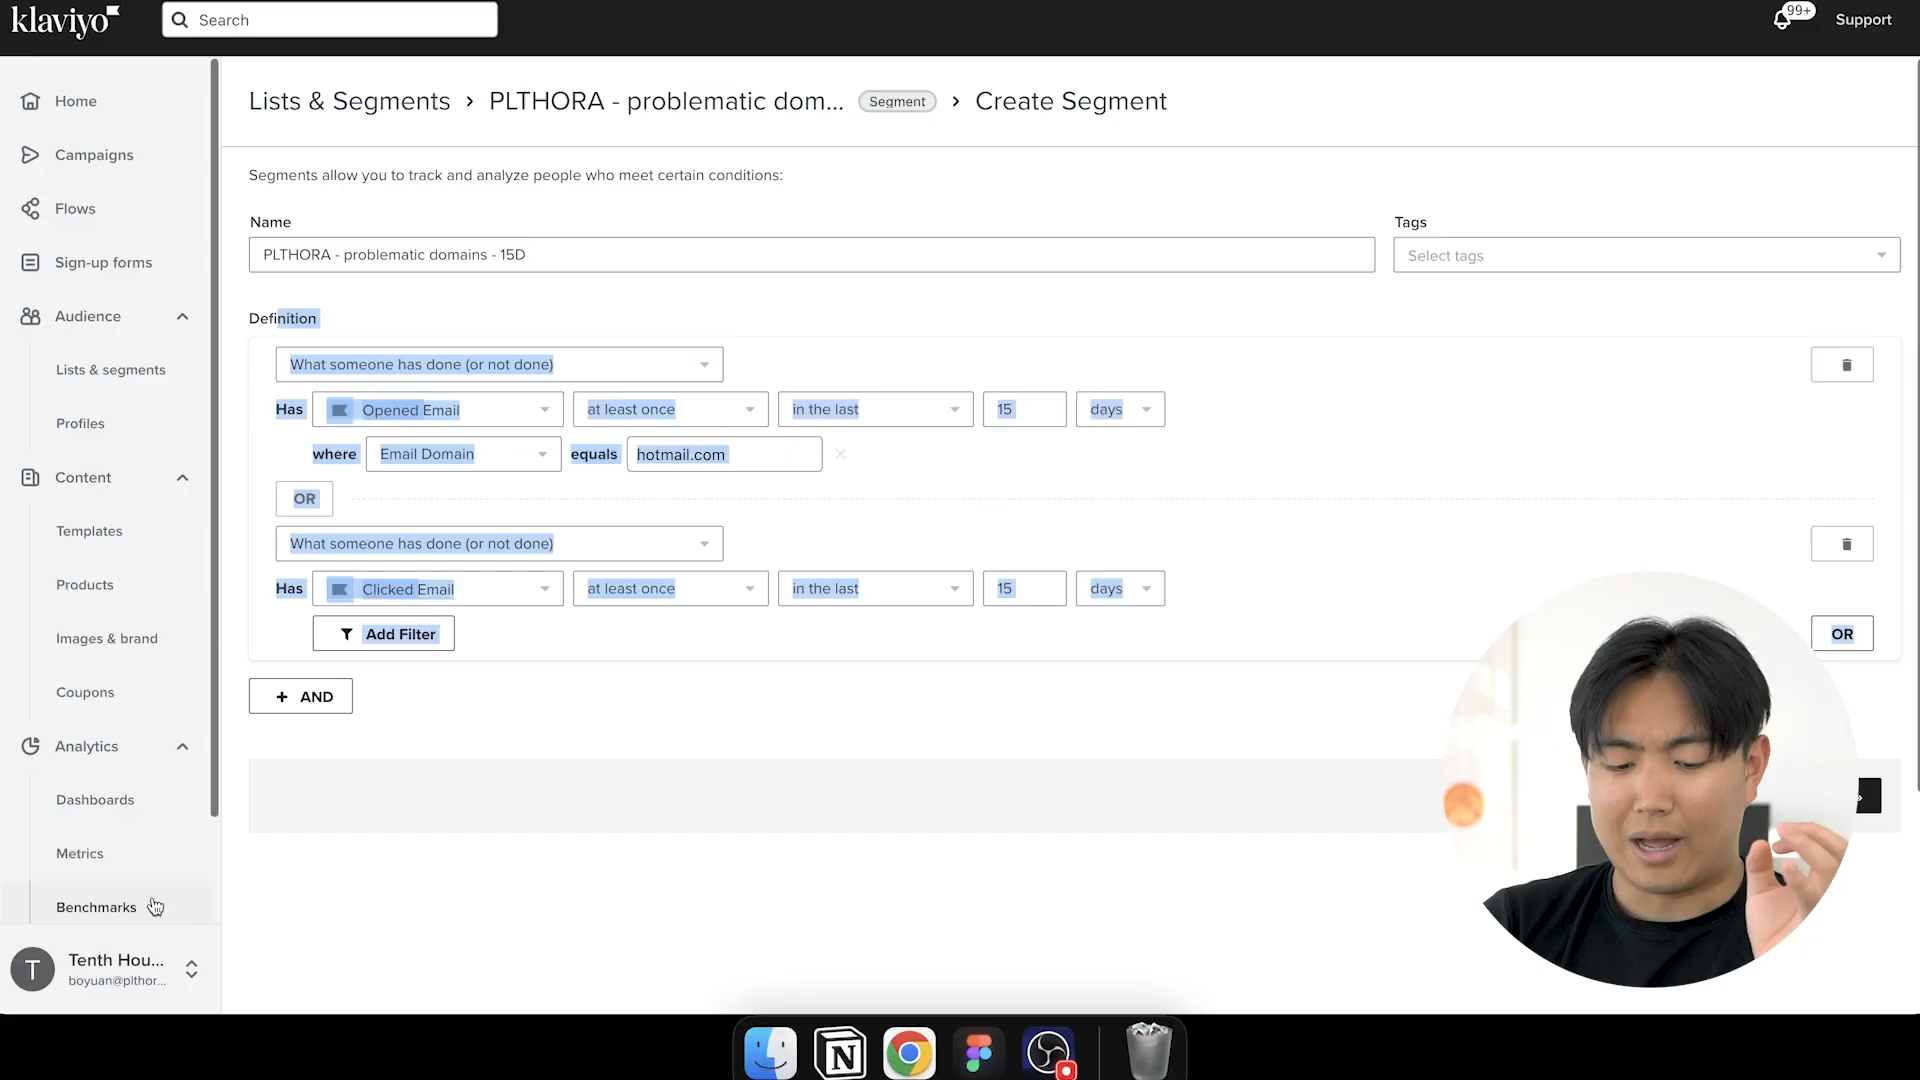 klaviyo
Search
99+
Support
Home
Campaigns
Flows
Sign-up forms
Audience
Lists & segments
Profiles
Content
Templates
Products
Images & brand
Coupons
Analytics
Dashboards
Metrics
Benchmarks
T
Tenth Hou...
boyuan@plthor...
Lists & Segments › PLTHORA - problematic dom... Segment › Create Segment
Segments allow you to track and analyze people who meet certain conditions:
Name
Tags
PLTHORA - problematic domains - 15D
Select tags
Definition
What someone has done (or not done)
Has Opened Email at least once in the last 15 days
where Email Domain equals hotmail.com
OR
What someone has done (or not done)
Has Clicked Email at least once in the last 15 days
Add Filter
OR
+ AND
N